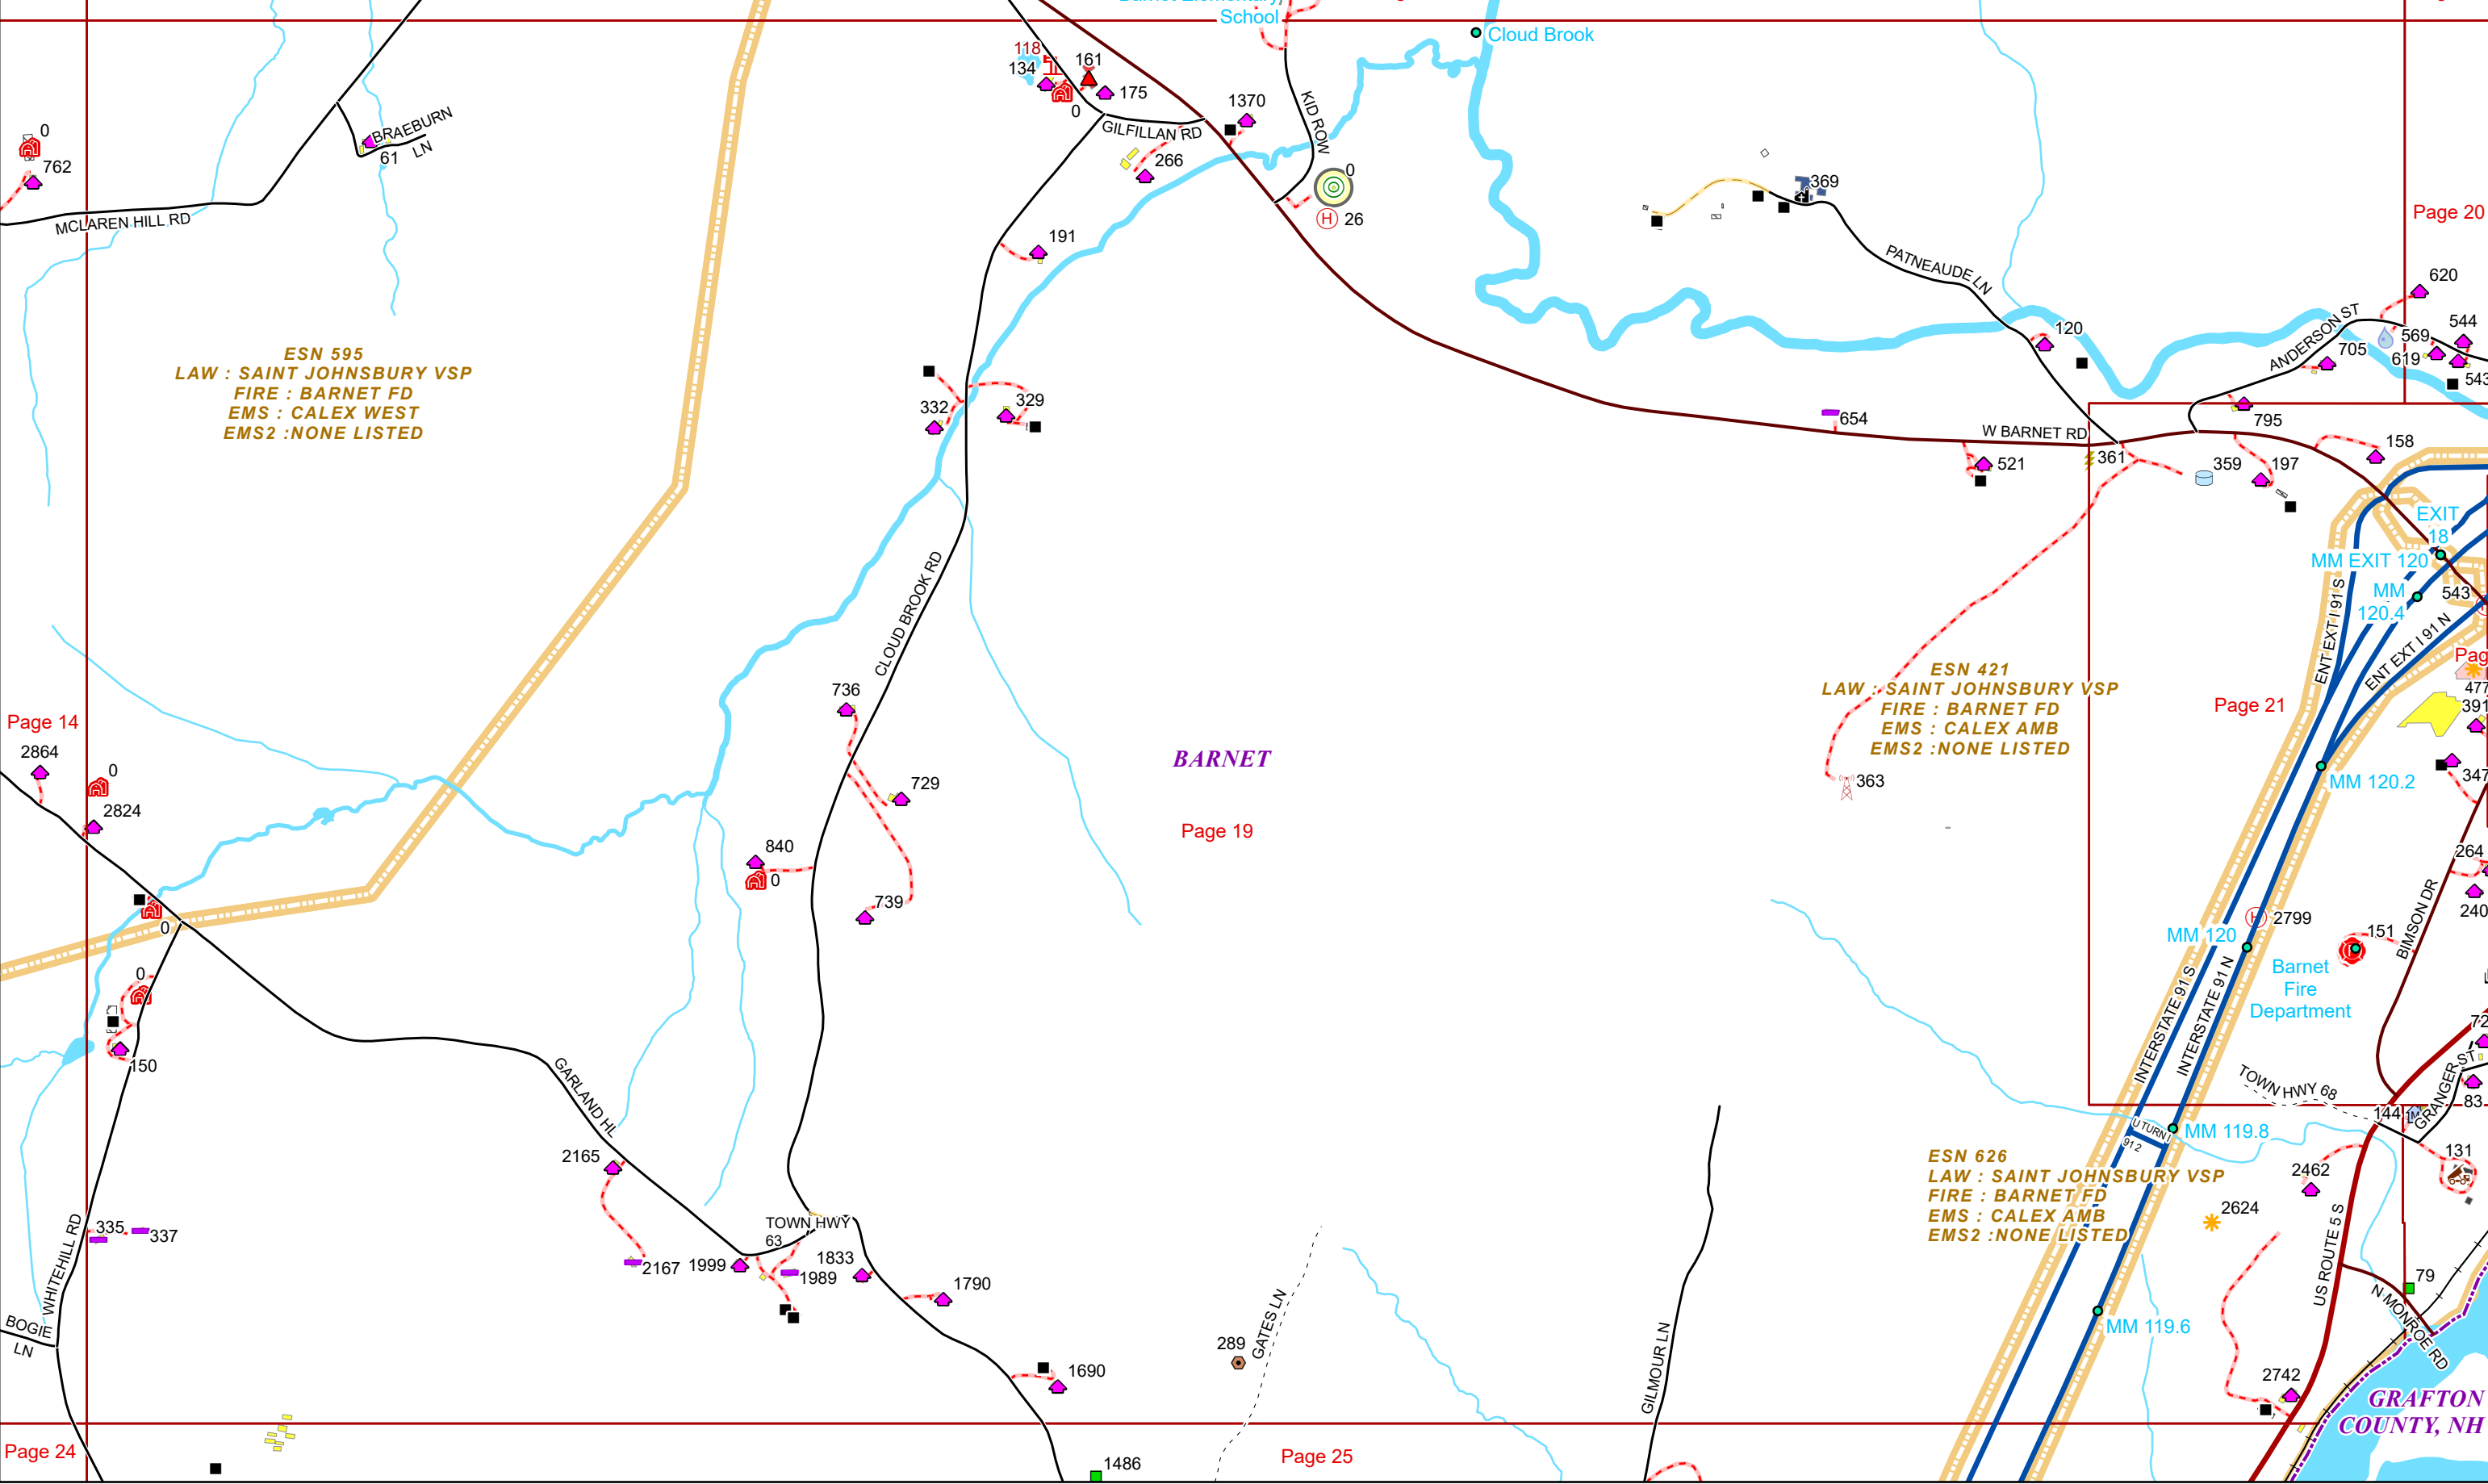 School
Cloud Brook
118
134
161
175
0
1370
KID ROW
GILFILLAN RD
266
0
26
0
762
BRAEBURN
LN
61
MCLAREN HILL RD
191
369
PATNEAUDE LN
Page 20
620
120
ANDERSON ST
705
569
544
619
543
ESN 595
LAW : SAINT JOHNSBURY VSP
FIRE : BARNET FD
EMS : CALEX WEST
EMS2 :NONE LISTED
332
329
654
W BARNET RD
795
158
521
361
359
197
EXIT
18
MM EXIT 120
MM
120.4
543
ENT EXT I 91 S
ENT EXT I 91 N
CLOUD BROOK RD
736
ESN 421
LAW : SAINT JOHNSBURY VSP
FIRE : BARNET FD
EMS : CALEX AMB
EMS2 :NONE LISTED
Page 21
Pag
477
391
Page 14
2864
0
2824
BARNET
729
363
MM 120.2
347
Page 19
840
0
739
264
240
0
2799
MM 120
151
BIMSON DR
Barnet
Fire
Department
INTERSTATE 91 S
INTERSTATE 91 N
0
150
72
GARLAND HL
TOWN HWY 68
144
GRANGER ST
83
U TURN I
91 2
MM 119.8
2165
131
ESN 626
LAW : SAINT JOHNSBURY VSP
FIRE : BARNET FD
EMS : CALEX AMB
EMS2 :NONE LISTED
2462
2624
WHITEHILL RD
335
337
TOWN HWY
63
2167
1999
1989
1833
1790
US ROUTE 5 S
79
N MONROE RD
BOGIE
LN
MM 119.6
289
GATES LN
GILMOUR LN
1690
2742
GRAFTON
COUNTY, NH
Page 24
1486
Page 25